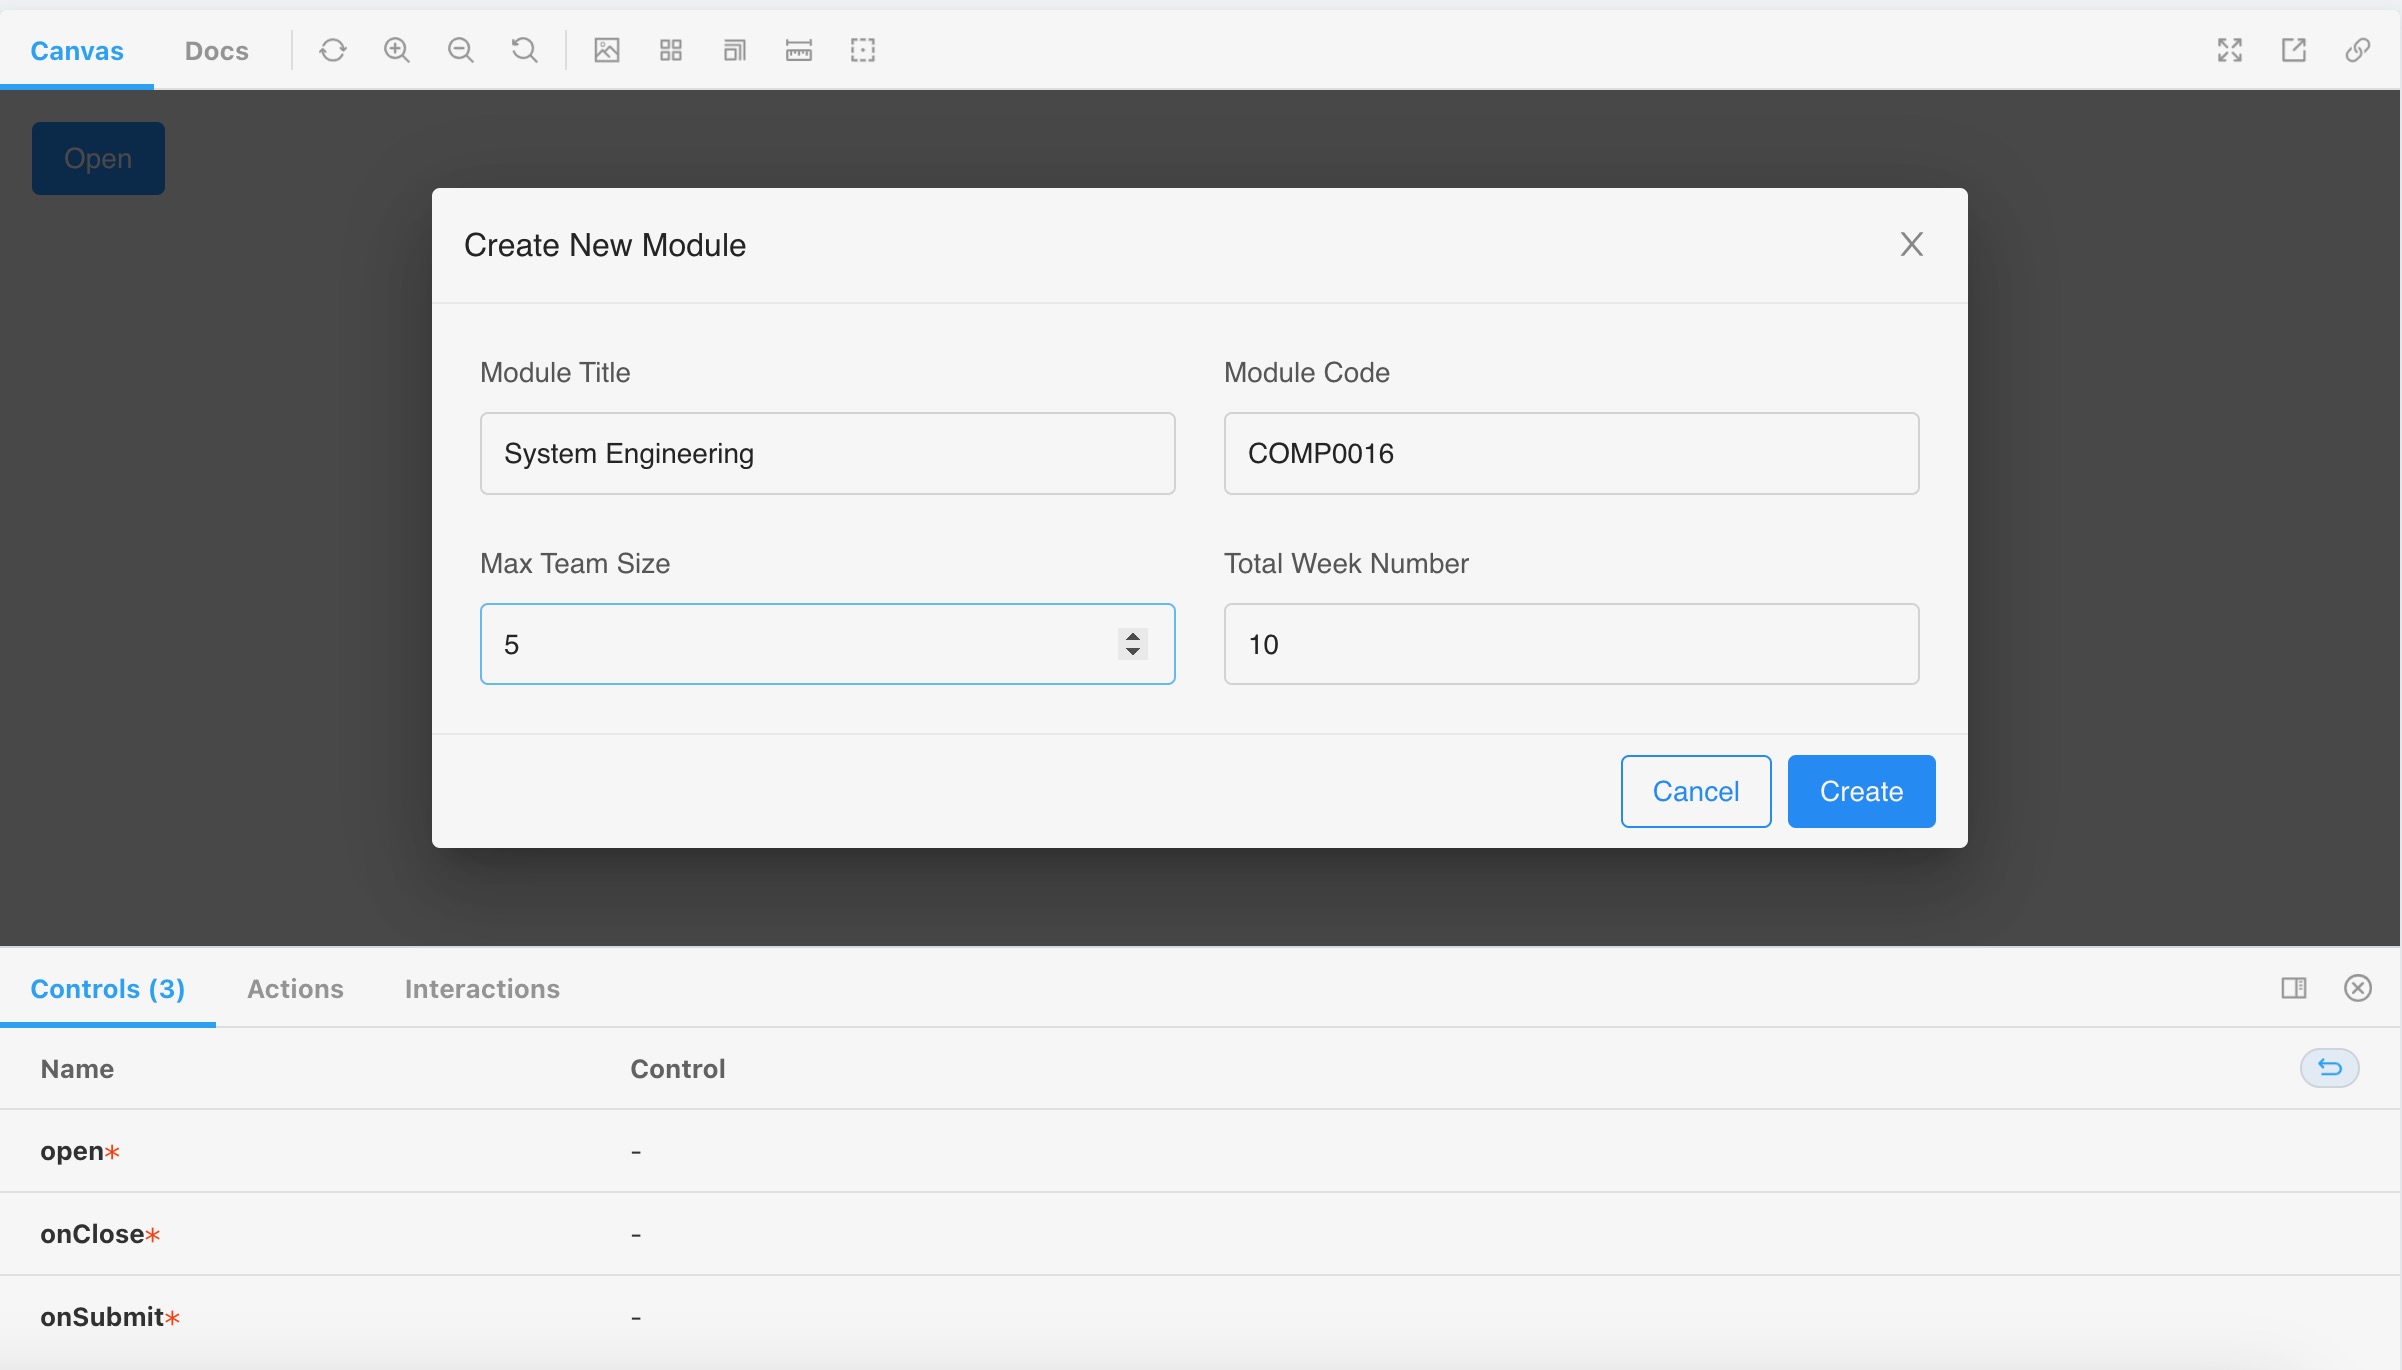 Canvas Docs
Open
Create New Module
Module Title Module Code
System Engineering COMP0016
Max Team Size Total Week Number
5 10
Cancel Create
Controls (3) Actions Interactions
Name Control
open* -
onClose* -
onSubmit* -